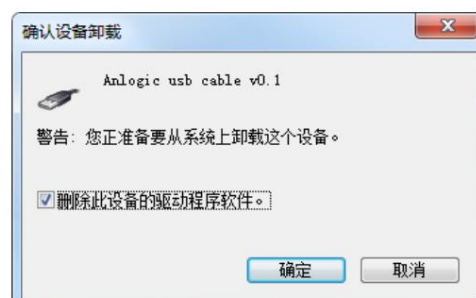 确认设备卸载
Anlogic usb cable v0.1
警告: 您正准备要从系统上卸载这个设备。
删除此设备的驱动程序软件。
确定
取消